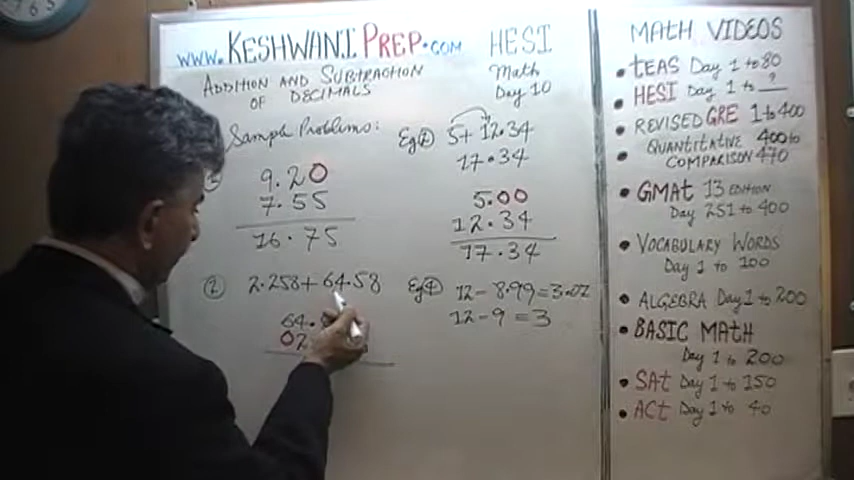 www.KESHWANIPREP.COM
HESI
ADDITION AND SUBTRACTION
OF DECIMALS
Math
Day 10
Sample Problems:
9.20
7.55
16.75
② 2.258+64.58
64.
02
Eg② 5+12.34
17.34
5.00
12.34
17.34
Eg④ 12-8.99=3.02
12-9=3
MATH VIDEOS
• TEAS Day 1 to 80
• HESI Day 1 to ?
• REVISED GRE 1 to 400
• QUANTITATIVE 400 to
COMPARISON 470
• GMAT 13 EDITION
Day 251 to 400
• VOCABULARY WORDS
Day 1 to 100
• ALGEBRA Day 1 to 200
• BASIC MATH
Day 1 to 200
• SAT Day 1 to 150
• ACT Day 1 to 40